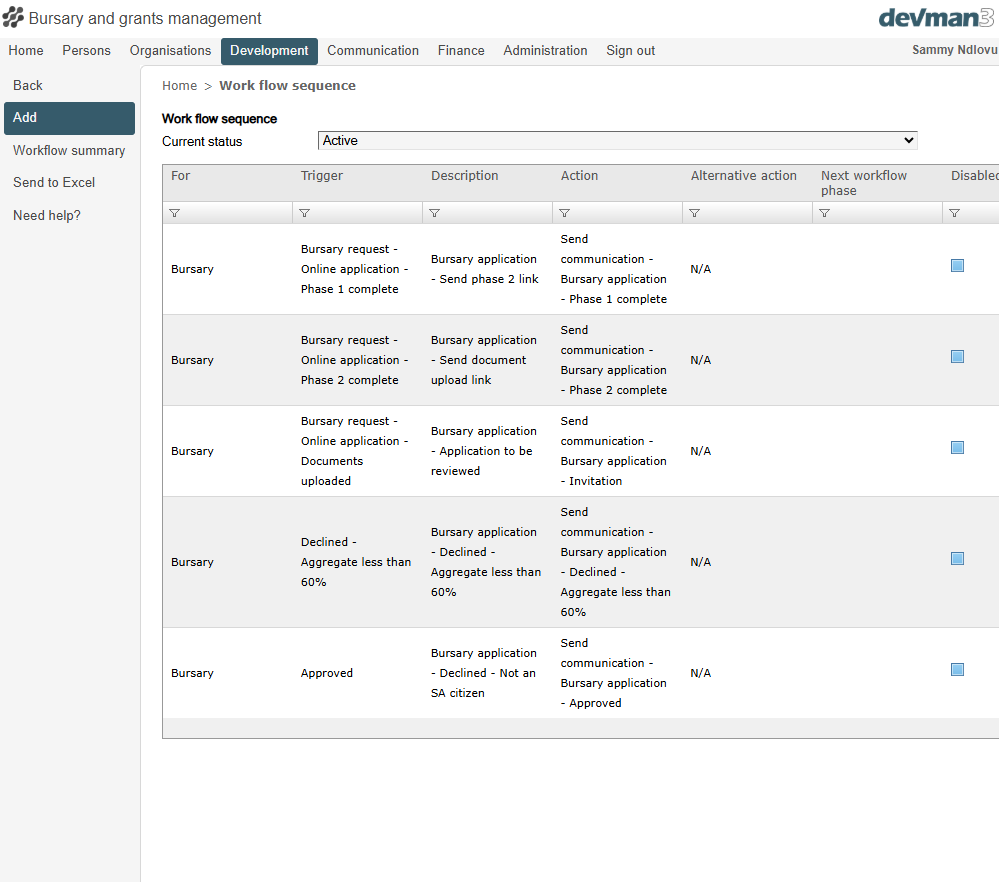 Bursary and grants management
devman3
Home Persons Organisations Development Communication Finance Administration Sign out
Sammy Ndlovu
Back
Add
Workflow summary
Send to Excel
Need help?
Home > Work flow sequence
Work flow sequence
Current status Active
For Trigger Description Action Alternative action Next workflow
phase
Disabled
Bursary
Bursary request -
Online application -
Phase 1 complete
Bursary application
- Send phase 2 link
Send
communication -
Bursary application
- Phase 1 complete
N/A
Bursary
Bursary request -
Online application -
Phase 2 complete
Bursary application
- Send document
upload link
Send
communication -
Bursary application
- Phase 2 complete
N/A
Bursary
Bursary request -
Online application -
Documents
uploaded
Bursary application
- Application to be
reviewed
Send
communication -
Bursary application
- Invitation
N/A
Bursary
Declined -
Aggregate less than
60%
Bursary application
- Declined -
Aggregate less than
60%
Send
communication -
Bursary application
- Declined -
Aggregate less than
60%
N/A
Bursary
Approved
Bursary application
- Declined - Not an
SA citizen
Send
communication -
Bursary application
- Approved
N/A